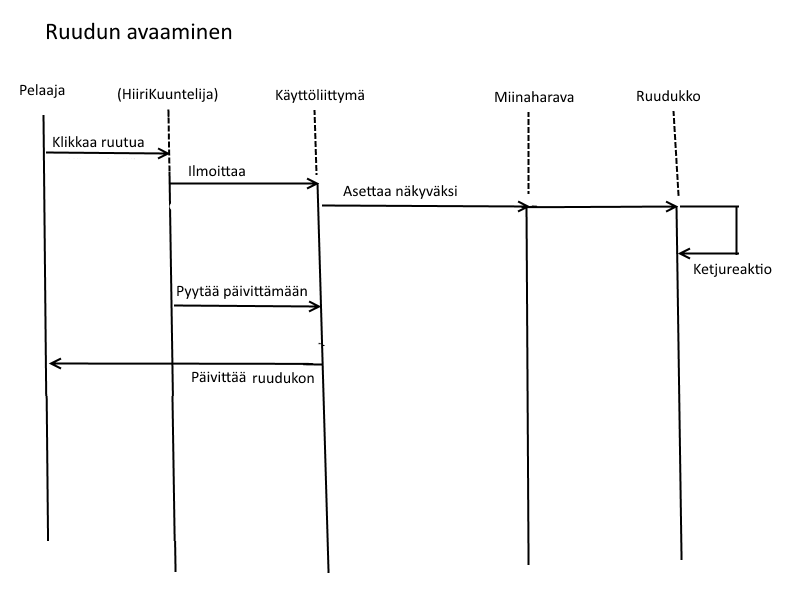 Ruudun avaaminen
Pelaaja
(HiiriKuuntelija)
Käyttöliittymä
Miinaharava
Ruudukko
Klikkaa ruutua
Ilmoittaa
Asettaa näkyväksi
Ketjureaktio
Pyytää päivittämään
Päivittää ruudukon